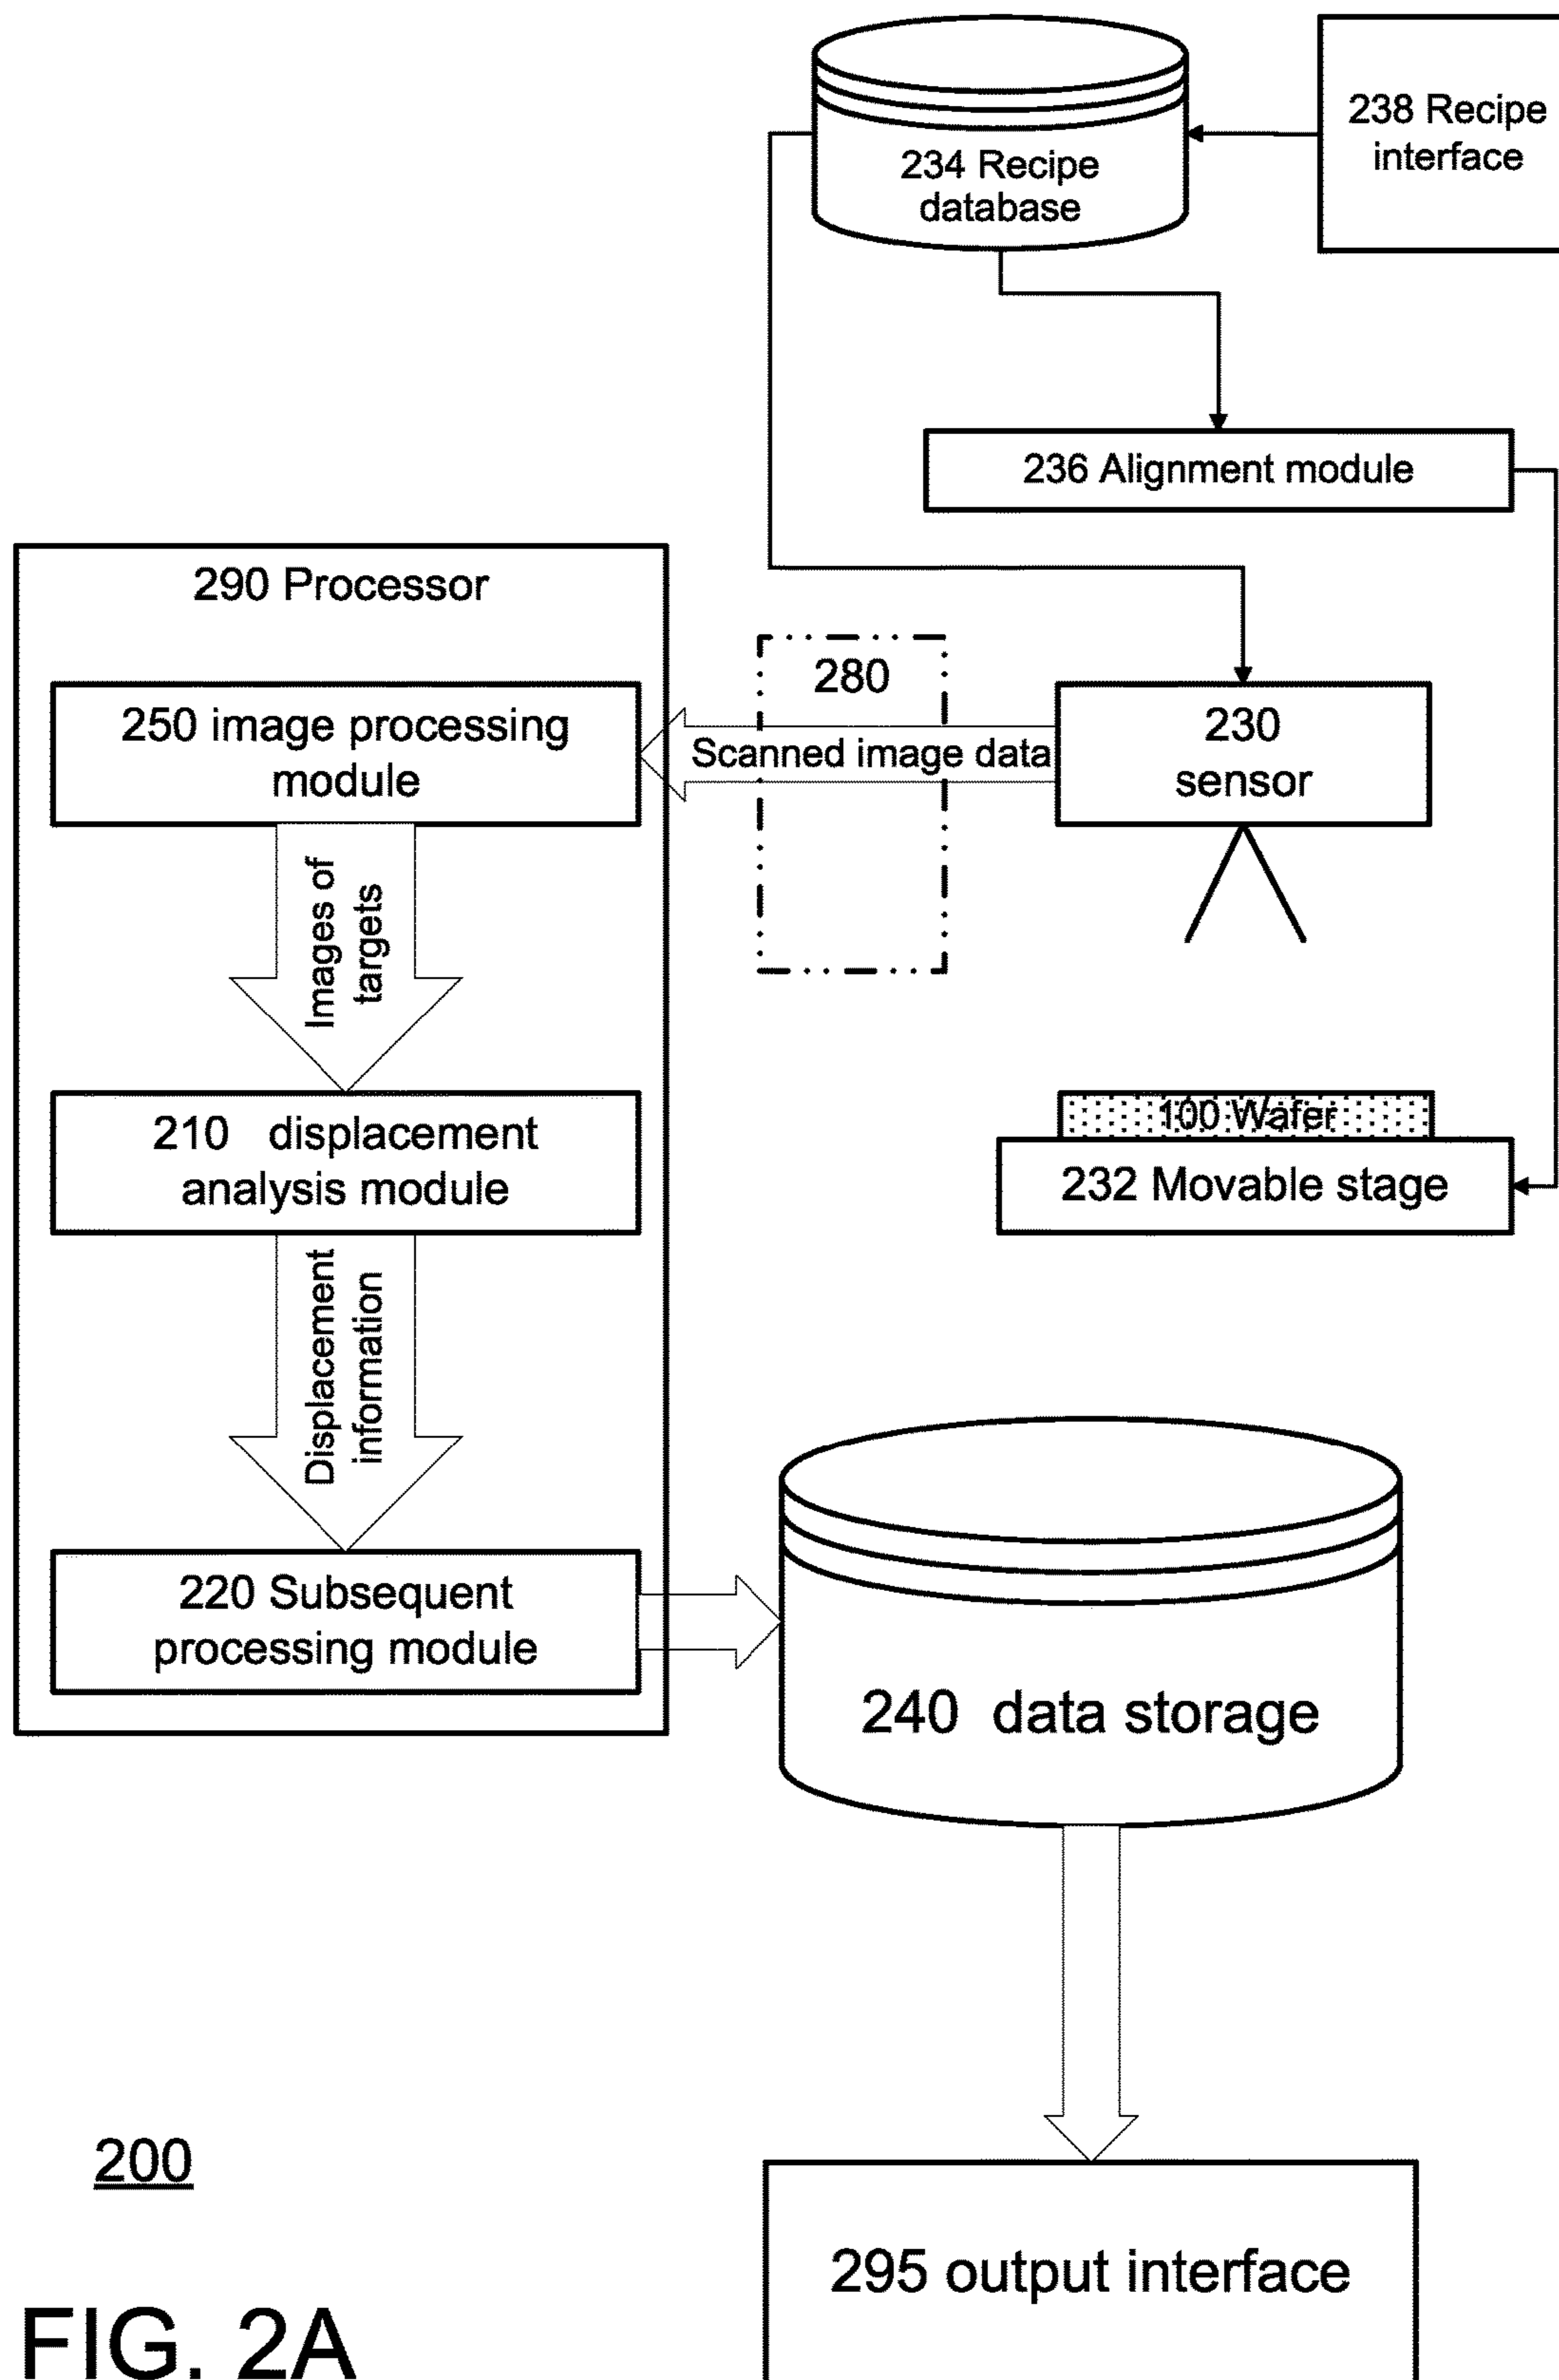 238 Recipe
interface
234 Recipe
database
236 Alignment module
290 Processor
280
250 image processing
module
Scanned image data
230
sensor
Images of
targets
100 Wafer
210 displacement
analysis module
232 Movable stage
Displacement
information
220 Subsequent
processing module
240 data storage
200
295 output interface
FIG. 2A